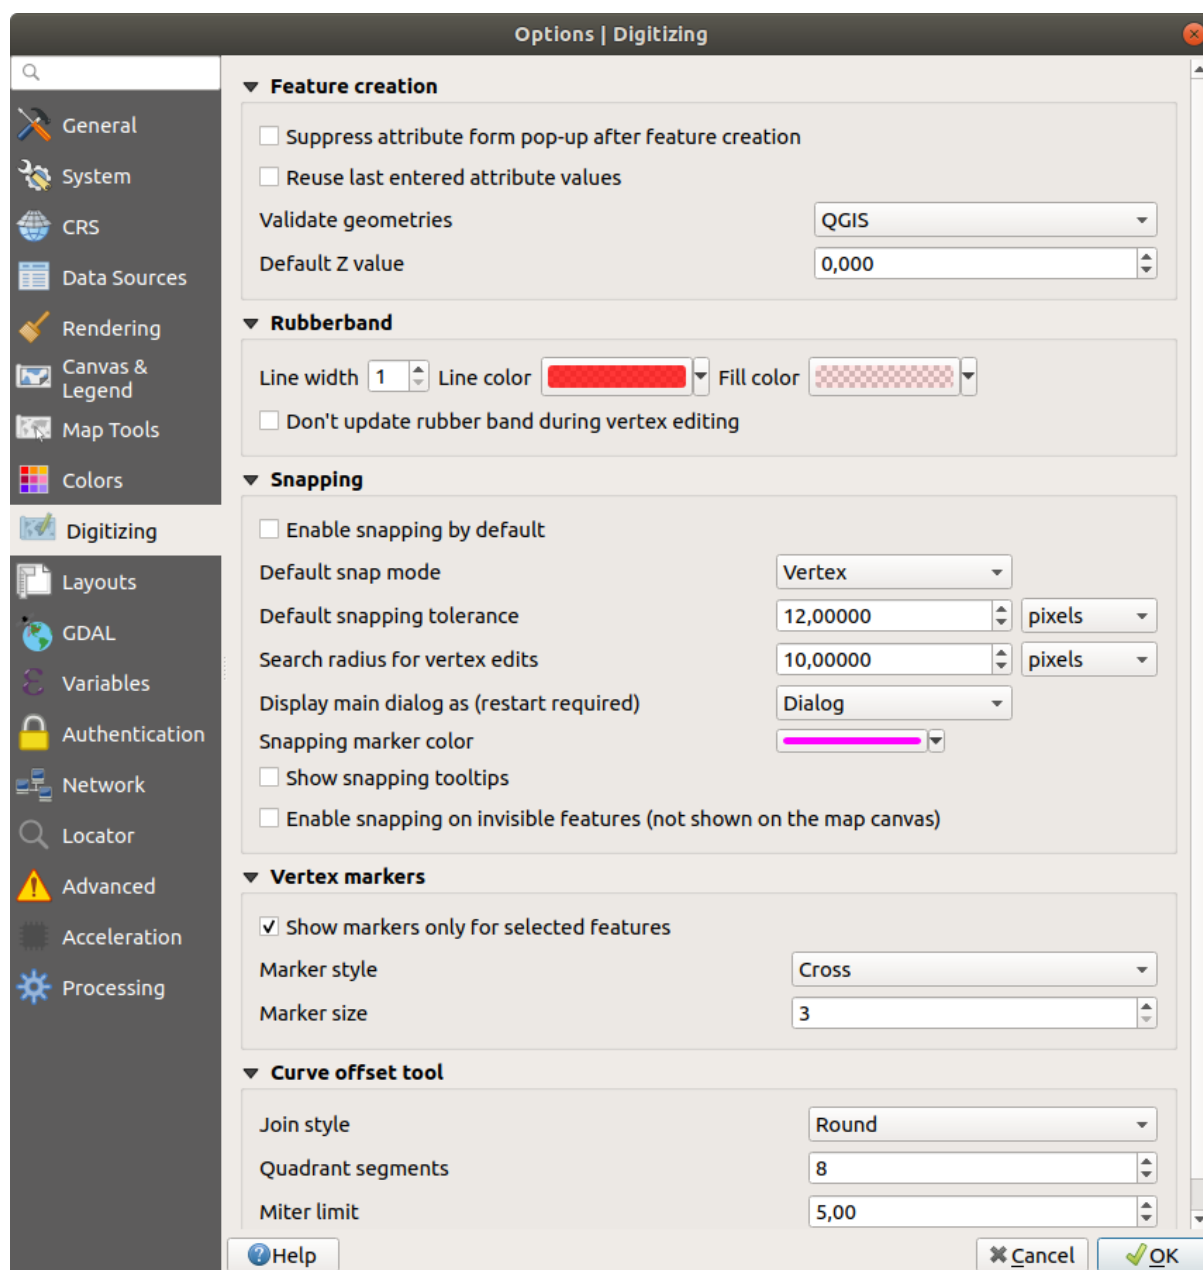 Options | Digitizing
General
System
CRS
Data Sources
Rendering
Canvas &
Legend
Map Tools
Colors
Digitizing
Layouts
GDAL
Variables
Authentication
Network
Locator
Advanced
Acceleration
Processing
Feature creation
Suppress attribute form pop-up after feature creation
Reuse last entered attribute values
Validate geometries QGIS
Default Z value 0,000
Rubberband
Line width 1 Line color Fill color
Don't update rubber band during vertex editing
Snapping
Enable snapping by default
Default snap mode Vertex
Default snapping tolerance 12,00000 pixels
Search radius for vertex edits 10,00000 pixels
Display main dialog as (restart required) Dialog
Snapping marker color
Show snapping tooltips
Enable snapping on invisible features (not shown on the map canvas)
Vertex markers
Show markers only for selected features
Marker style Cross
Marker size 3
Curve offset tool
Join style Round
Quadrant segments 8
Miter limit 5,00
Help Cancel OK